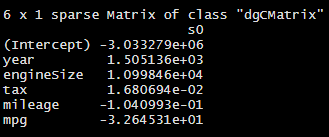 6 x 1 sparse Matrix of class "dgCMatrix"
s0
(Intercept) -3.033279e+06
year 1.505136e+03
engineSize 1.099846e+04
tax 1.680694e-02
mileage -1.040993e-01
mpg -3.264531e+01